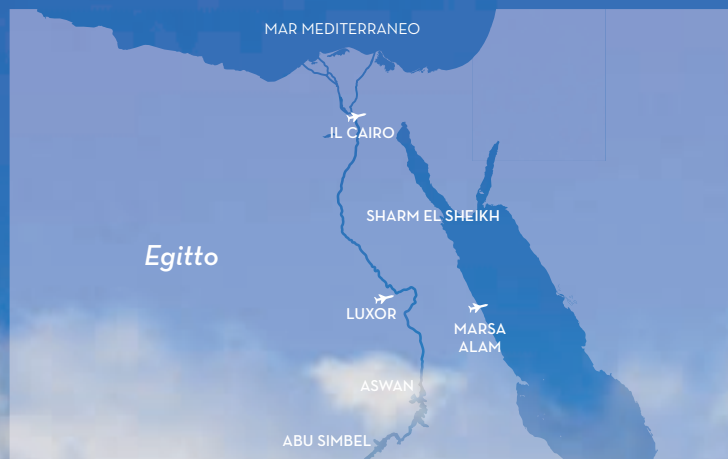 MAR MEDITERRANEO
IL CAIRO
SHARM EL SHEIKH
Egitto
LUXOR
MARSA
ALAM
ASWAN
ABU SIMBEL